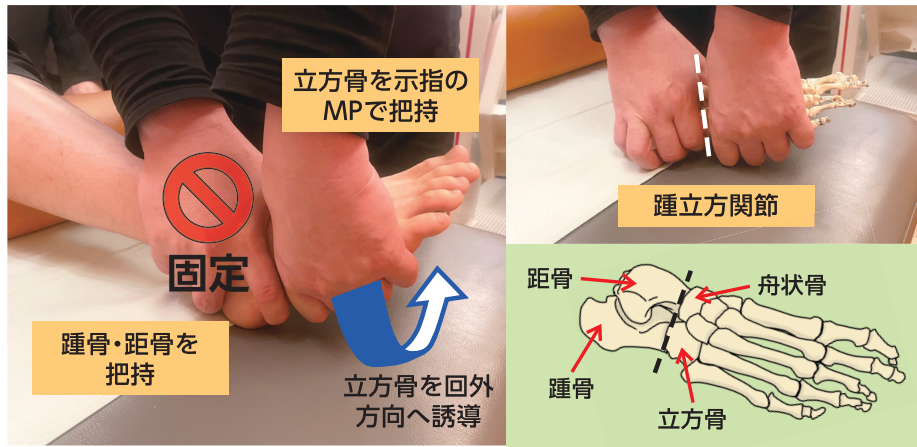 立方骨を示指の
MPで把持
固定
踵骨・距骨を
把持
立方骨を回外
方向へ誘導
踵立方関節
距骨
舟状骨
踵骨
立方骨